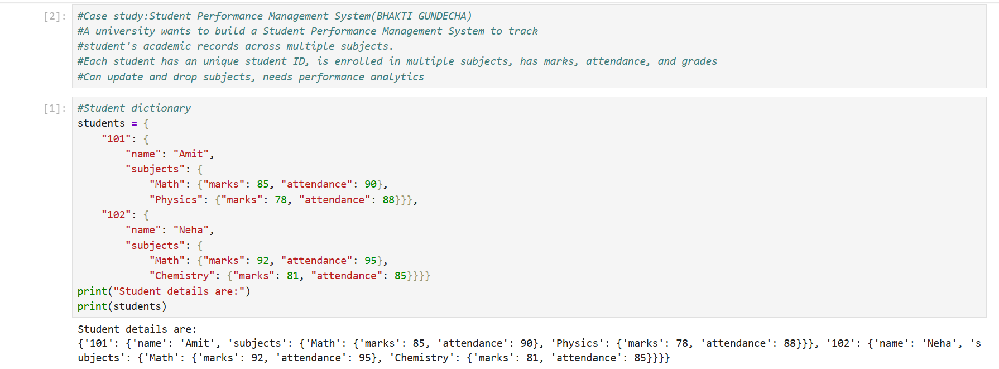 [2]: #Case study:Student Performance Management System(BHAKTI GUNDECHA)
#A university wants to build a Student Performance Management System to track
#student's academic records across multiple subjects.
#Each student has an unique student ID, is enrolled in multiple subjects, has marks, attendance, and grades
#Can update and drop subjects, needs performance analytics
[1]: #Student dictionary
students = {
    "101": {
        "name": "Amit",
        "subjects": {
            "Math": {"marks": 85, "attendance": 90},
            "Physics": {"marks": 78, "attendance": 88}}},
    "102": {
        "name": "Neha",
        "subjects": {
            "Math": {"marks": 92, "attendance": 95},
            "Chemistry": {"marks": 81, "attendance": 85}}}}
print("Student details are:")
print(students)
Student details are:
{'101': {'name': 'Amit', 'subjects': {'Math': {'marks': 85, 'attendance': 90}, 'Physics': {'marks': 78, 'attendance': 88}}}, '102': {'name': 'Neha', 's
ubjects': {'Math': {'marks': 92, 'attendance': 95}, 'Chemistry': {'marks': 81, 'attendance': 85}}}}